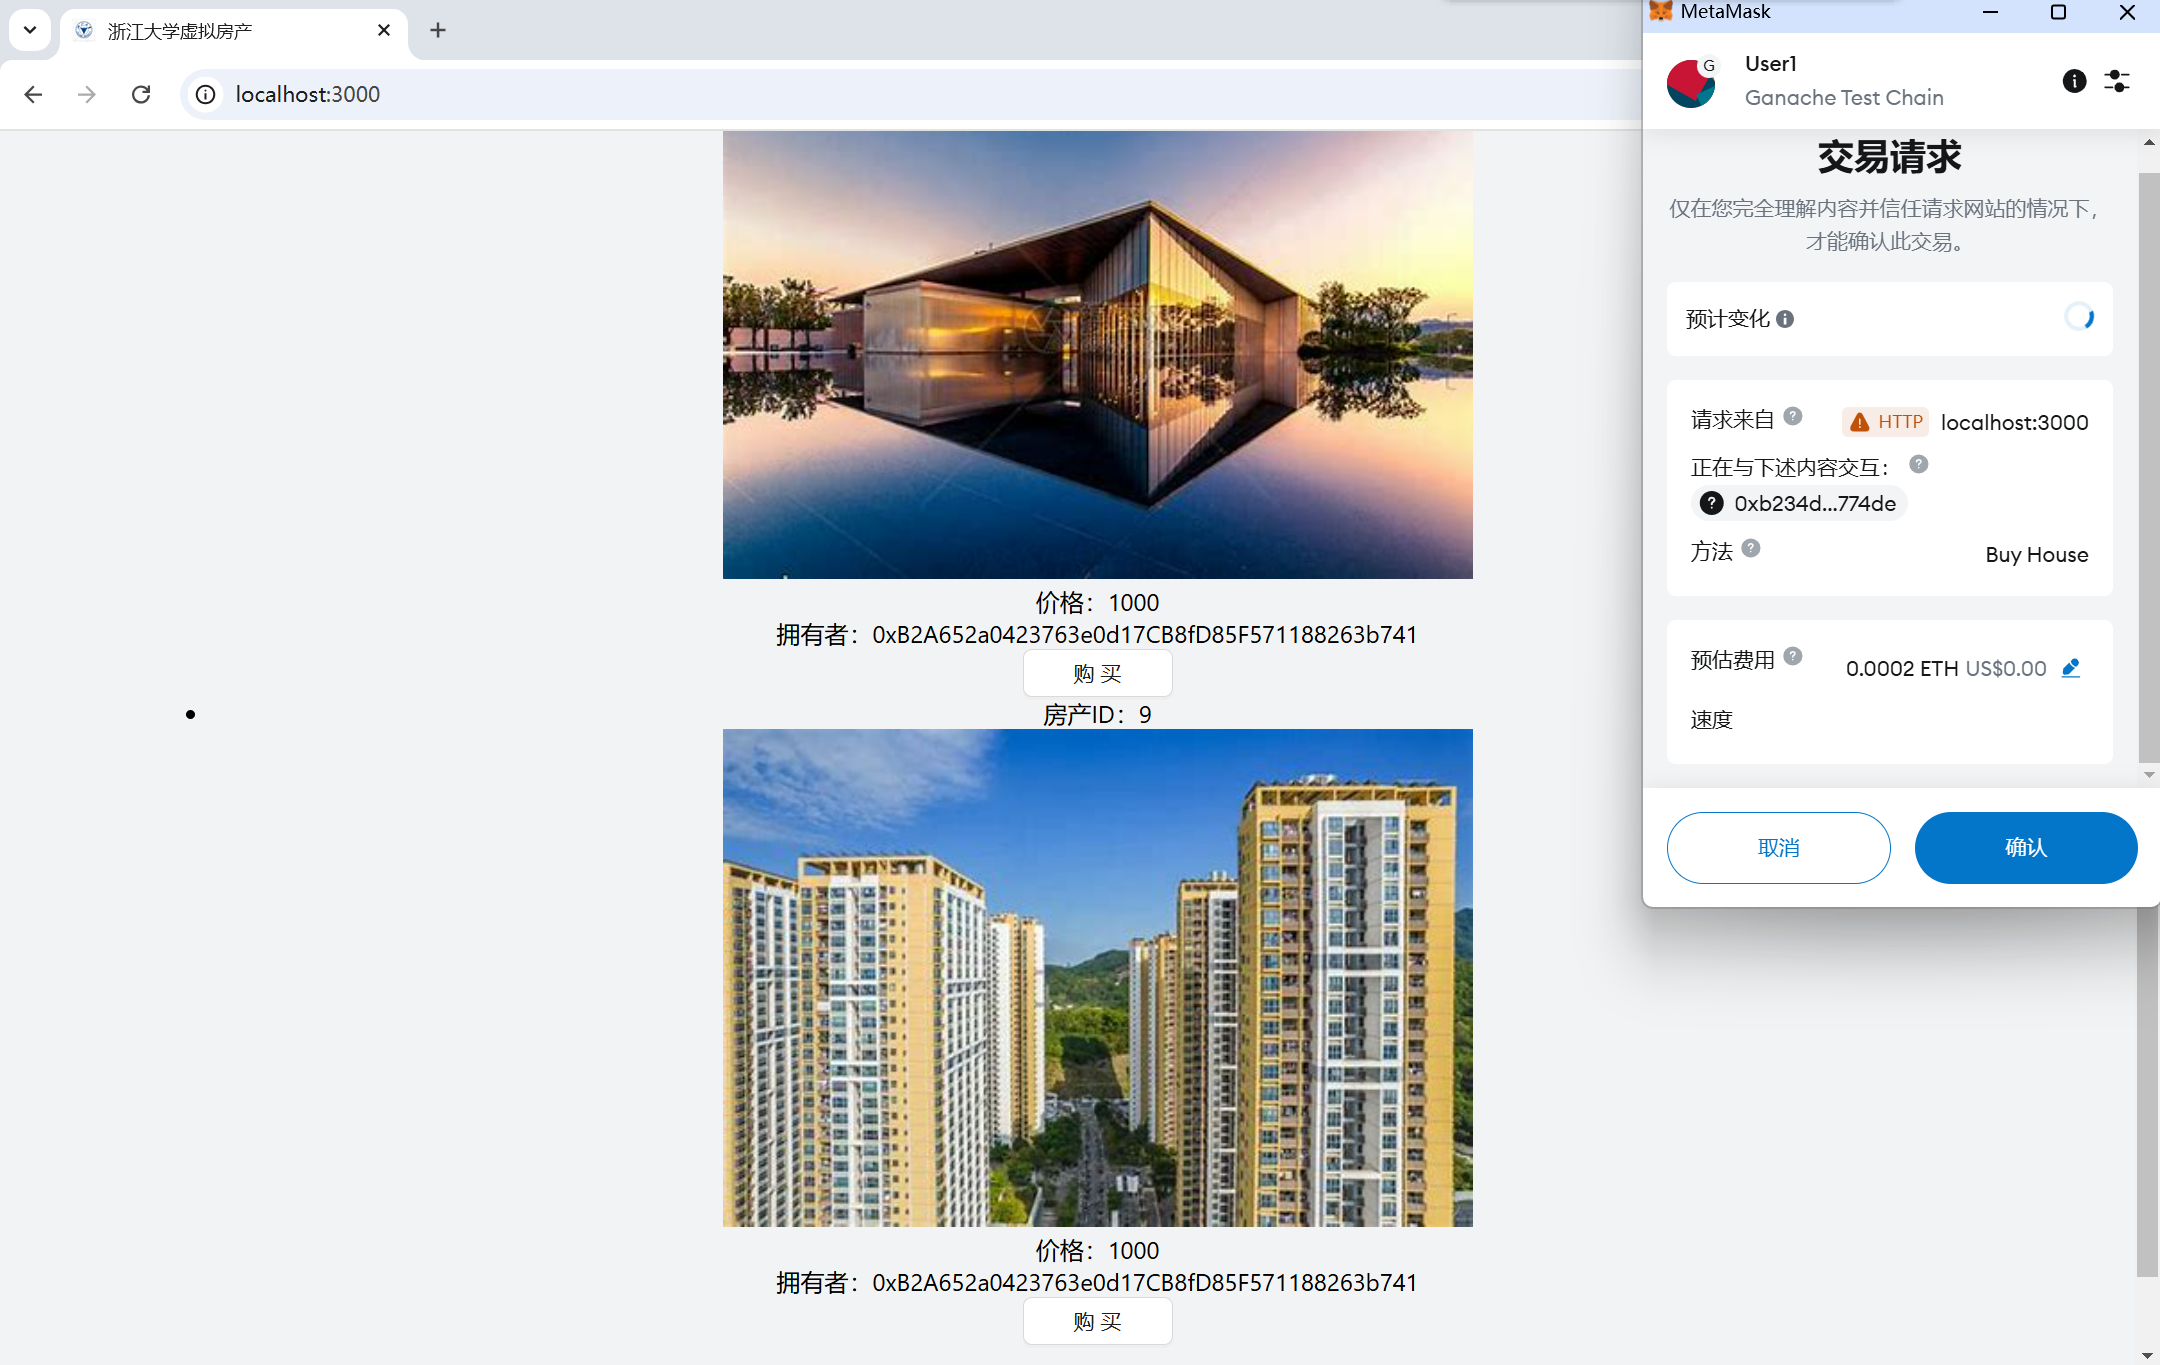 浙江大学虚拟房产
localhost:3000
价格：1000
拥有者：0xB2A652a0423763e0d17CB8fD85F571188263b741
购 买
房产ID：9
价格：1000
拥有者：0xB2A652a0423763e0d17CB8fD85F571188263b741
购 买
MetaMask
G
User1
Ganache Test Chain
交易请求
仅在您完全理解内容并信任请求网站的情况下，
才能确认此交易。
预计变化
请求来自 HTTP localhost:3000
正在与下述内容交互：
0xb234d...774de
方法 Buy House
预估费用 0.0002 ETH US$0.00
速度
取消 确认